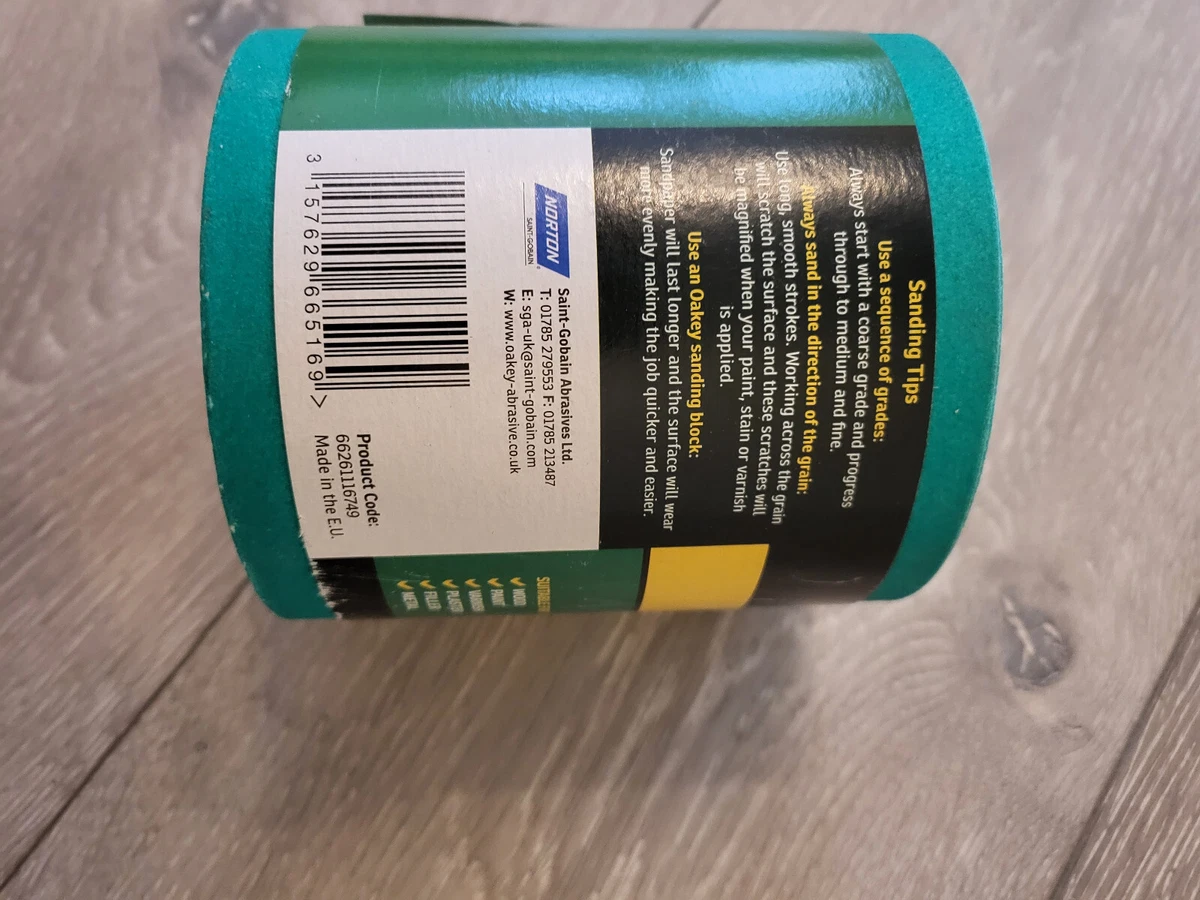 Sanding Tips
Use a sequence of grades:
Always start with a coarse grade and progress
through to medium and fine.
Always sand in the direction of the grain:
Use long, smooth strokes. Working across the grain
will scratch the surface and these scratches will
be magnified when your paint, stain or varnish
is applied.
Use an Oakey sanding block:
Sandpaper will last longer and the surface will wear
more evenly making the job quicker and easier.
NORTON
SAINT-GOBAIN
Saint-Gobain Abrasives Ltd.
T: 01785 279553 F: 01785 213487
E: sga-uk@saint-gobain.com
W: www.oakey-abrasive.co.uk
3 157629 665169 >
Product Code:
66261116749
Made in the E.U.
✓ WOOD
✓ PAINT
✓ FILLER
✓ METAL